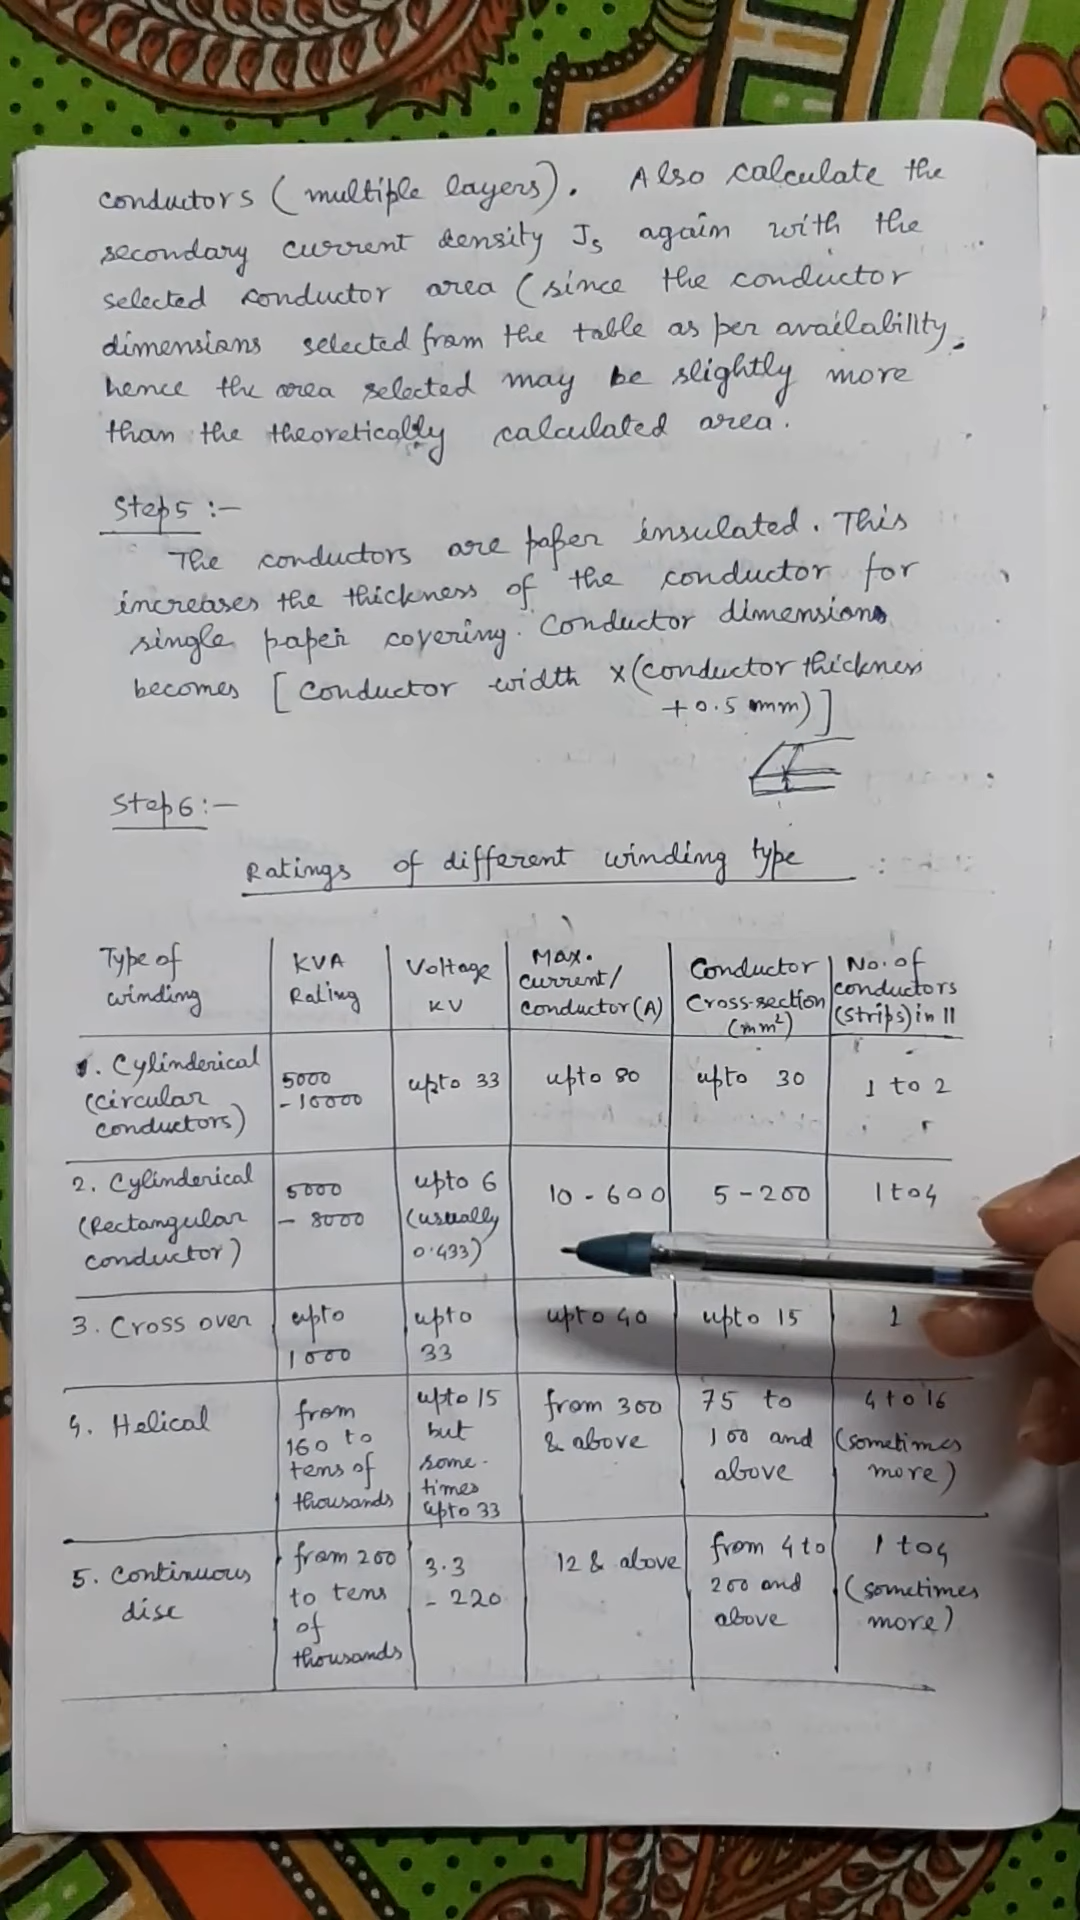 conductors (multiple layers). Also calculate the
secondary current density Js again with the
selected conductor area (since the conductor
dimensions selected from the table as per availability.
hence the area selected may be slightly more
than the theoretically calculated area.
Step5 :-
The conductors are paper insulated. This
increases the thickness of the conductor for
single paper covering. Conductor dimensions
becomes [conductor width x (conductor thickness
+0.5 mm)]
Step6:-
Ratings of different winding type
Type of winding | KVA Rating | Voltage KV | Max. current/conductor (A) | Conductor Cross-section (mm²) | No. of conductors (strips) in ||
1. Cylinderical (circular conductors) | 5000 - 10000 | upto 33 | upto 80 | upto 30 | 1 to 2
2. Cylinderical (Rectangular conductor) | 5000 - 8000 | upto 6 (usually 0.433) | 10 - 600 | 5 - 200 | 1 to 4
3. Cross over | upto 1000 | upto 33 | upto 40 | upto 15 | 1
4. Helical | from 160 to tens of thousands | upto 15 but some-times upto 33 | from 300 & above | 75 to 100 and above | 4 to 16 (sometimes more)
5. Continuous disc | from 200 to tens of thousands | 3.3 - 220 | 12 & above | from 4 to 200 and above | 1 to 4 (sometimes more)